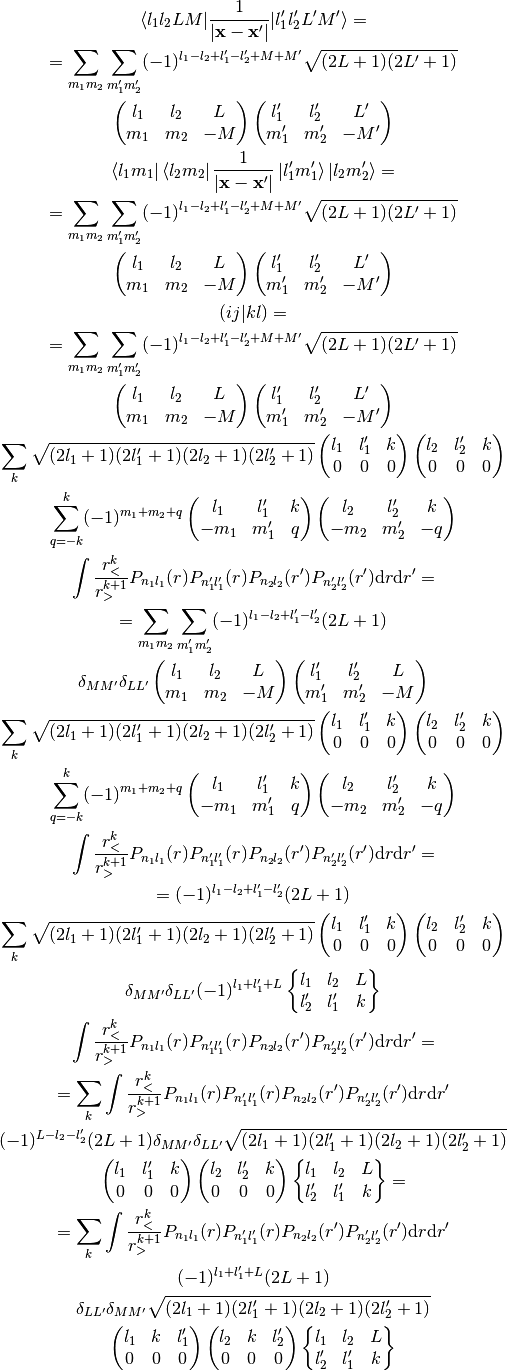 \langle l_1 l_2 L M | \frac{1}{|\mathbf{x} - \mathbf{x}'|} | l_1' l_2' L' M' \rangle =
= \sum_{m_1 m_2} \sum_{m_1' m_2'} (-1)^{l_1 - l_2 + l_1' - l_2' + M + M'} \sqrt{(2L+1)(2L'+1)}
\begin{pmatrix} l_1 & l_2 & L \\ m_1 & m_2 & -M \end{pmatrix} \begin{pmatrix} l_1' & l_2' & L' \\ m_1' & m_2' & -M' \end{pmatrix}
\langle l_1 m_1 | \langle l_2 m_2 | \frac{1}{|\mathbf{x} - \mathbf{x}'|} | l_1' m_1' \rangle | l_2 m_2' \rangle =
= \sum_{m_1 m_2} \sum_{m_1' m_2'} (-1)^{l_1 - l_2 + l_1' - l_2' + M + M'} \sqrt{(2L+1)(2L'+1)}
\begin{pmatrix} l_1 & l_2 & L \\ m_1 & m_2 & -M \end{pmatrix} \begin{pmatrix} l_1' & l_2' & L' \\ m_1' & m_2' & -M' \end{pmatrix}
(ij|kl) =
= \sum_{m_1 m_2} \sum_{m_1' m_2'} (-1)^{l_1 - l_2 + l_1' - l_2' + M + M'} \sqrt{(2L+1)(2L'+1)}
\begin{pmatrix} l_1 & l_2 & L \\ m_1 & m_2 & -M \end{pmatrix} \begin{pmatrix} l_1' & l_2' & L' \\ m_1' & m_2' & -M' \end{pmatrix}
\sum_k \sqrt{(2l_1+1)(2l_1'+1)(2l_2+1)(2l_2'+1)} \begin{pmatrix} l_1 & l_1' & k \\ 0 & 0 & 0 \end{pmatrix} \begin{pmatrix} l_2 & l_2' & k \\ 0 & 0 & 0 \end{pmatrix}
\sum_{q=-k}^{k} (-1)^{m_1 + m_2 + q} \begin{pmatrix} l_1 & l_1' & k \\ -m_1 & m_1' & q \end{pmatrix} \begin{pmatrix} l_2 & l_2' & k \\ -m_2 & m_2' & -q \end{pmatrix}
\int \frac{r_<^k}{r_>^{k+1}} P_{n_1 l_1}(r) P_{n_1' l_1'}(r) P_{n_2 l_2}(r') P_{n_2' l_2'}(r') \mathrm{d}r \mathrm{d}r' =
= \sum_{m_1 m_2} \sum_{m_1' m_2'} (-1)^{l_1 - l_2 + l_1' - l_2'} (2L+1)
\delta_{MM'} \delta_{LL'} \begin{pmatrix} l_1 & l_2 & L \\ m_1 & m_2 & -M \end{pmatrix} \begin{pmatrix} l_1' & l_2' & L \\ m_1' & m_2' & -M \end{pmatrix}
\sum_k \sqrt{(2l_1+1)(2l_1'+1)(2l_2+1)(2l_2'+1)} \begin{pmatrix} l_1 & l_1' & k \\ 0 & 0 & 0 \end{pmatrix} \begin{pmatrix} l_2 & l_2' & k \\ 0 & 0 & 0 \end{pmatrix}
\sum_{q=-k}^{k} (-1)^{m_1 + m_2 + q} \begin{pmatrix} l_1 & l_1' & k \\ -m_1 & m_1' & q \end{pmatrix} \begin{pmatrix} l_2 & l_2' & k \\ -m_2 & m_2' & -q \end{pmatrix}
\int \frac{r_<^k}{r_>^{k+1}} P_{n_1 l_1}(r) P_{n_1' l_1'}(r) P_{n_2 l_2}(r') P_{n_2' l_2'}(r') \mathrm{d}r \mathrm{d}r' =
= (-1)^{l_1 - l_2 + l_1' - l_2'} (2L+1)
\sum_k \sqrt{(2l_1+1)(2l_1'+1)(2l_2+1)(2l_2'+1)} \begin{pmatrix} l_1 & l_1' & k \\ 0 & 0 & 0 \end{pmatrix} \begin{pmatrix} l_2 & l_2' & k \\ 0 & 0 & 0 \end{pmatrix}
\delta_{MM'} \delta_{LL'} (-1)^{l_1 + l_1' + L} \begin{Bmatrix} l_1 & l_2 & L \\ l_2' & l_1' & k \end{Bmatrix}
\int \frac{r_<^k}{r_>^{k+1}} P_{n_1 l_1}(r) P_{n_1' l_1'}(r) P_{n_2 l_2}(r') P_{n_2' l_2'}(r') \mathrm{d}r \mathrm{d}r' =
= \sum_k \int \frac{r_<^k}{r_>^{k+1}} P_{n_1 l_1}(r) P_{n_1' l_1'}(r) P_{n_2 l_2}(r') P_{n_2' l_2'}(r') \mathrm{d}r \mathrm{d}r'
(-1)^{L - l_2 - l_2'} (2L+1) \delta_{MM'} \delta_{LL'} \sqrt{(2l_1+1)(2l_1'+1)(2l_2+1)(2l_2'+1)}
\begin{pmatrix} l_1 & l_1' & k \\ 0 & 0 & 0 \end{pmatrix} \begin{pmatrix} l_2 & l_2' & k \\ 0 & 0 & 0 \end{pmatrix} \begin{Bmatrix} l_1 & l_2 & L \\ l_2' & l_1' & k \end{Bmatrix} =
= \sum_k \int \frac{r_<^k}{r_>^{k+1}} P_{n_1 l_1}(r) P_{n_1' l_1'}(r) P_{n_2 l_2}(r') P_{n_2' l_2'}(r') \mathrm{d}r \mathrm{d}r'
(-1)^{l_1 + l_1' + L} (2L+1)
\delta_{LL'} \delta_{MM'} \sqrt{(2l_1+1)(2l_1'+1)(2l_2+1)(2l_2'+1)}
\begin{pmatrix} l_1 & k & l_1' \\ 0 & 0 & 0 \end{pmatrix} \begin{pmatrix} l_2 & k & l_2' \\ 0 & 0 & 0 \end{pmatrix} \begin{Bmatrix} l_1 & l_2 & L \\ l_2' & l_1' & k \end{Bmatrix}